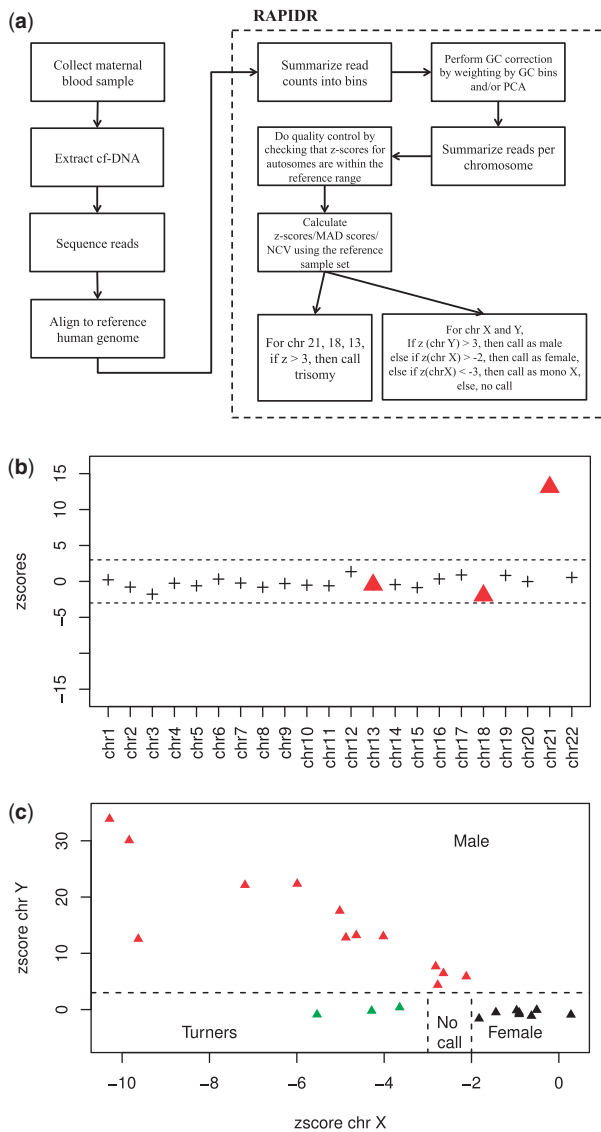 (a)
RAPIDR
Collect maternal
blood sample
Extract cf-DNA
Sequence reads
Align to reference
human genome
Summarize read
counts into bins
Perform GC correction
by weighting by GC bins
and/or PCA
Summarize reads per
chromosome
Do quality control by
checking that z-scores for
autosomes are within the
reference range
Calculate
z-scores/MAD scores/
NCV using the reference
sample set
For chr 21, 18, 13,
if z > 3, then call
trisomy
For chr X and Y,
If z (chr Y) > 3, then call as male
else if z(chr X) > -2, then call as female,
else if z(chrX) < -3, then call as mono X,
else, no call
(b)
zscores
15
5
0
−5
−15
chr1
chr2
chr3
chr4
chr5
chr6
chr7
chr8
chr9
chr10
chr11
chr12
chr13
chr14
chr15
chr16
chr17
chr18
chr19
chr20
chr21
chr22
(c)
zscore chr Y
30
20
10
0
Male
Turners
No
call
Female
−10
−8
−6
−4
−2
0
zscore chr X